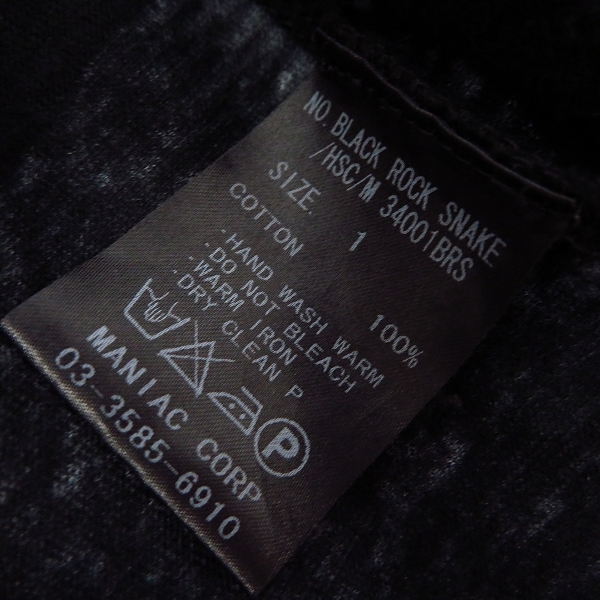 NO. BLACK ROCK SNAKE
/HSC/M 34001BRS
SIZE. 1
COTTON 100%
・HAND WASH WARM
・DO NOT BLEACH
・WARM IRON
・DRY CLEAN P
P
MANIAC CORP
03-3585-6910